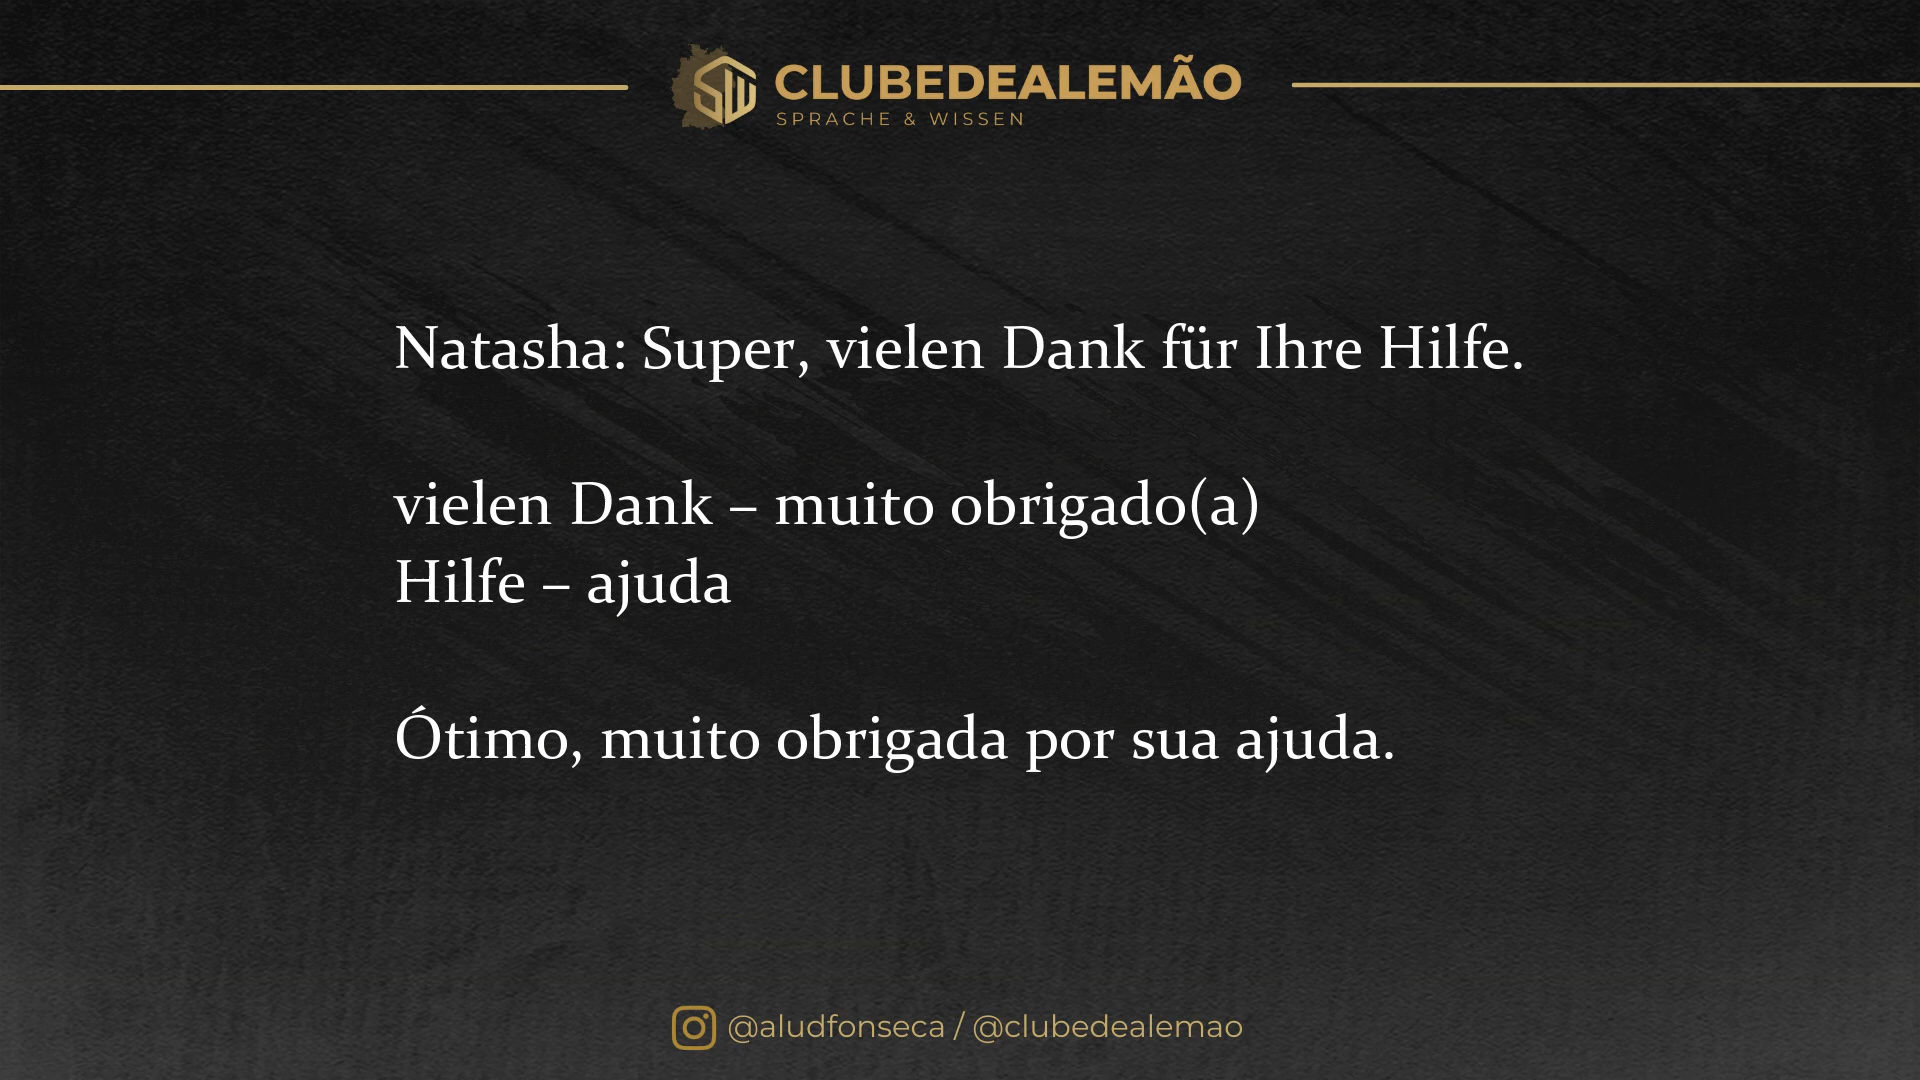 CLUBEDEALEMÃO
SPRACHE & WISSEN
Natasha: Super, vielen Dank für Ihre Hilfe.
vielen Dank – muito obrigado(a)
Hilfe – ajuda
Ótimo, muito obrigada por sua ajuda.
@aludfonseca / @clubedealemao